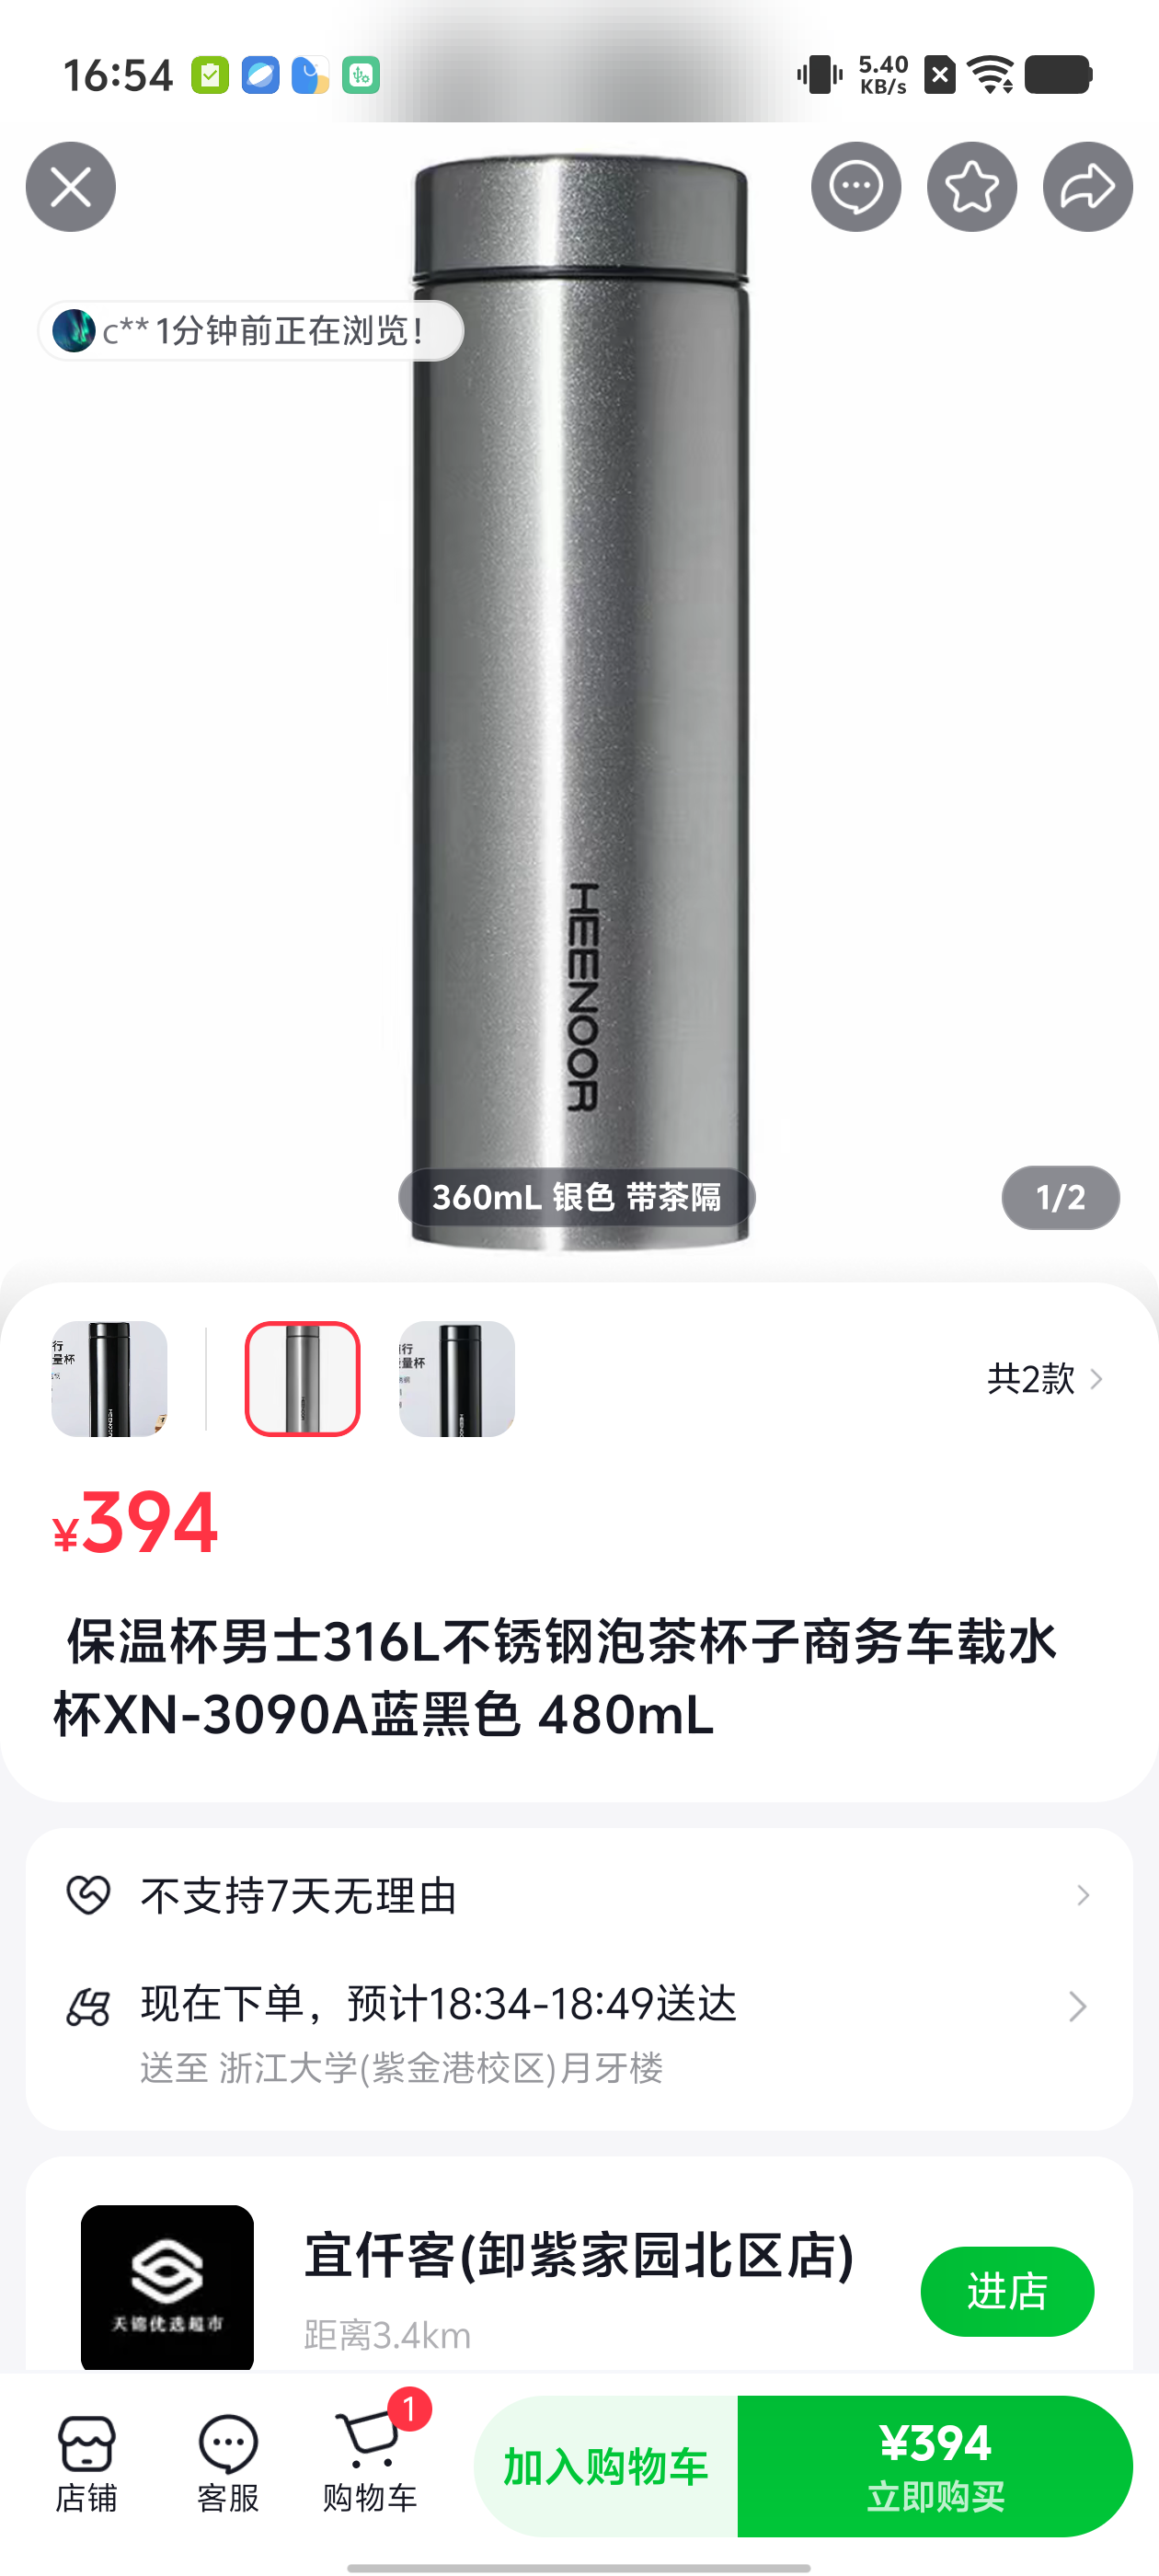 16:54
5.40
KB/s
c** 1分钟前正在浏览！
HEENOOR
360mL 银色 带茶隔
1/2
共2款
¥394
保温杯男士316L不锈钢泡茶杯子商务车载水
杯XN-3090A蓝黑色 480mL
不支持7天无理由
现在下单，预计18:34-18:49送达
送至 浙江大学(紫金港校区)月牙楼
天锦优选超市
宜仟客(卸紫家园北区店)
距离3.4km
进店
店铺
客服
1
购物车
加入购物车
¥394
立即购买